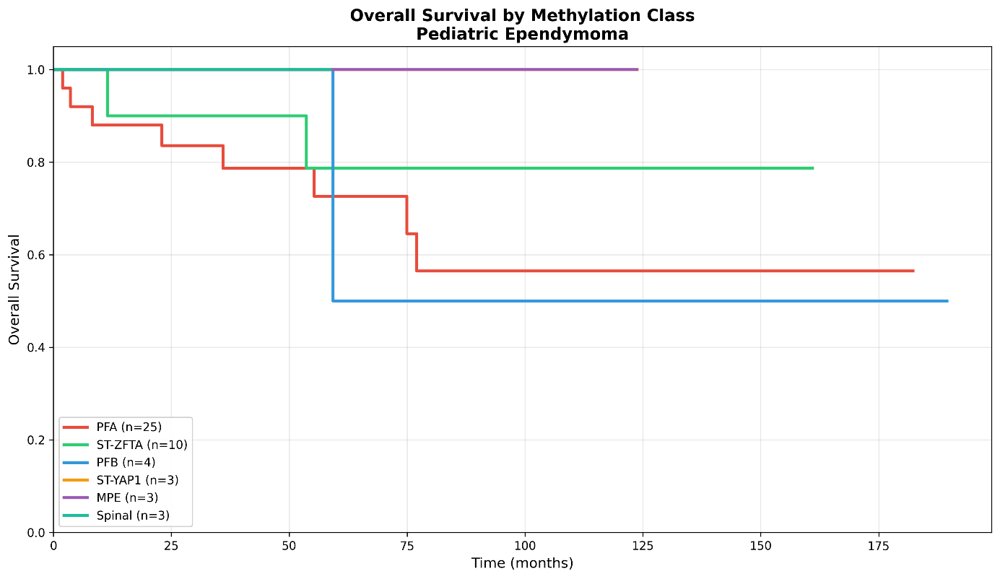 Overall Survival by Methylation Class
Pediatric Ependymoma
Overall Survival
1.0
0.8
0.6
0.4
0.2
0.0
PFA (n=25)
ST-ZFTA (n=10)
PFB (n=4)
ST-YAP1 (n=3)
MPE (n=3)
Spinal (n=3)
0 25 50 75 100 125 150 175
Time (months)